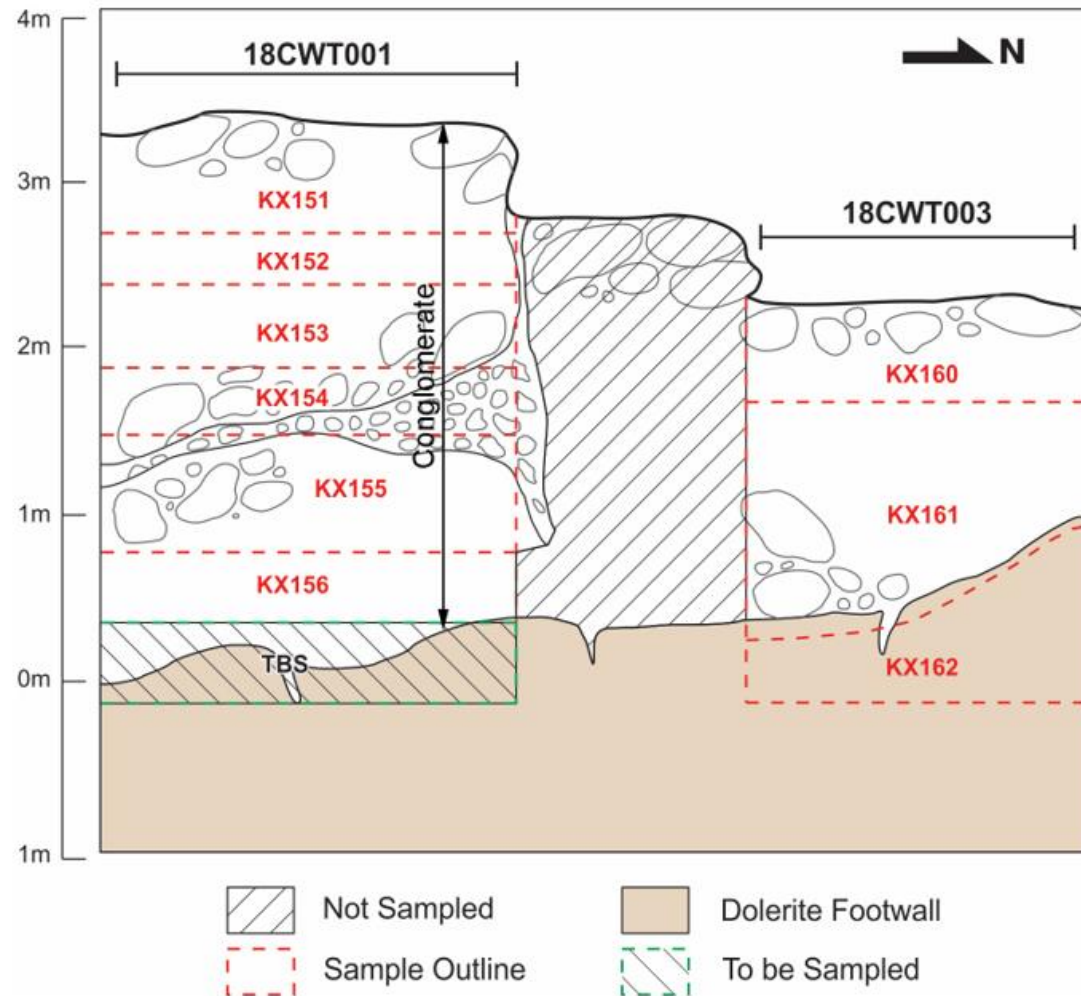 4m
18CWT001
N
3m
KX151
18CWT003
KX152
KX153
2m
KX160
KX154
Conglomerate
KX155
KX161
1m
KX156
TBS
0m
KX162
1m
Not Sampled
Dolerite Footwall
Sample Outline
To be Sampled